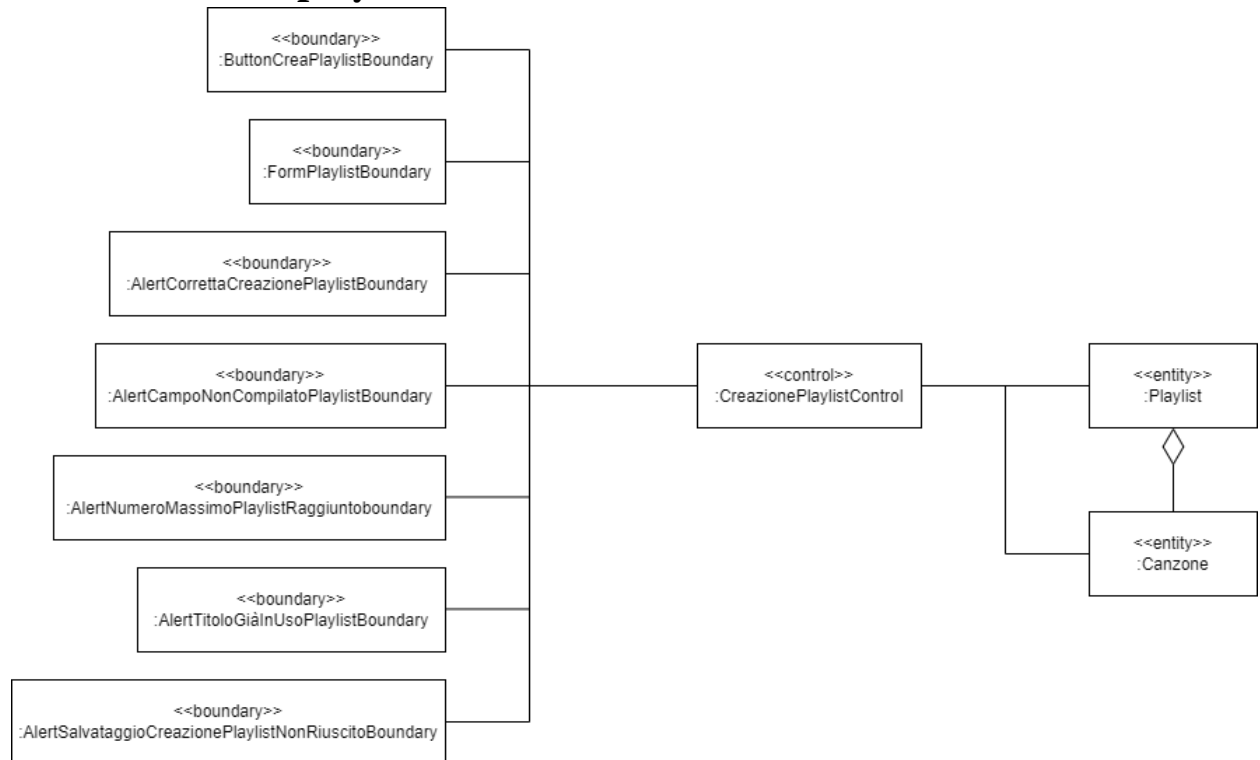 <<boundary>>
:ButtonCreaPlaylistBoundary
<<boundary>>
:FormPlaylistBoundary
<<boundary>>
:AlertCorrettaCreazionePlaylistBoundary
<<boundary>>
:AlertCampoNonCompilatoPlaylistBoundary
<<control>>
:CreazionePlaylistControl
<<entity>>
:Playlist
<<boundary>>
:AlertNumeroMassimoPlaylistRaggiuntoboundary
<<entity>>
:Canzone
<<boundary>>
:AlertTitoloGiàInUsoPlaylistBoundary
<<boundary>>
:AlertSalvataggioCreazionePlaylistNonRiuscitoBoundary